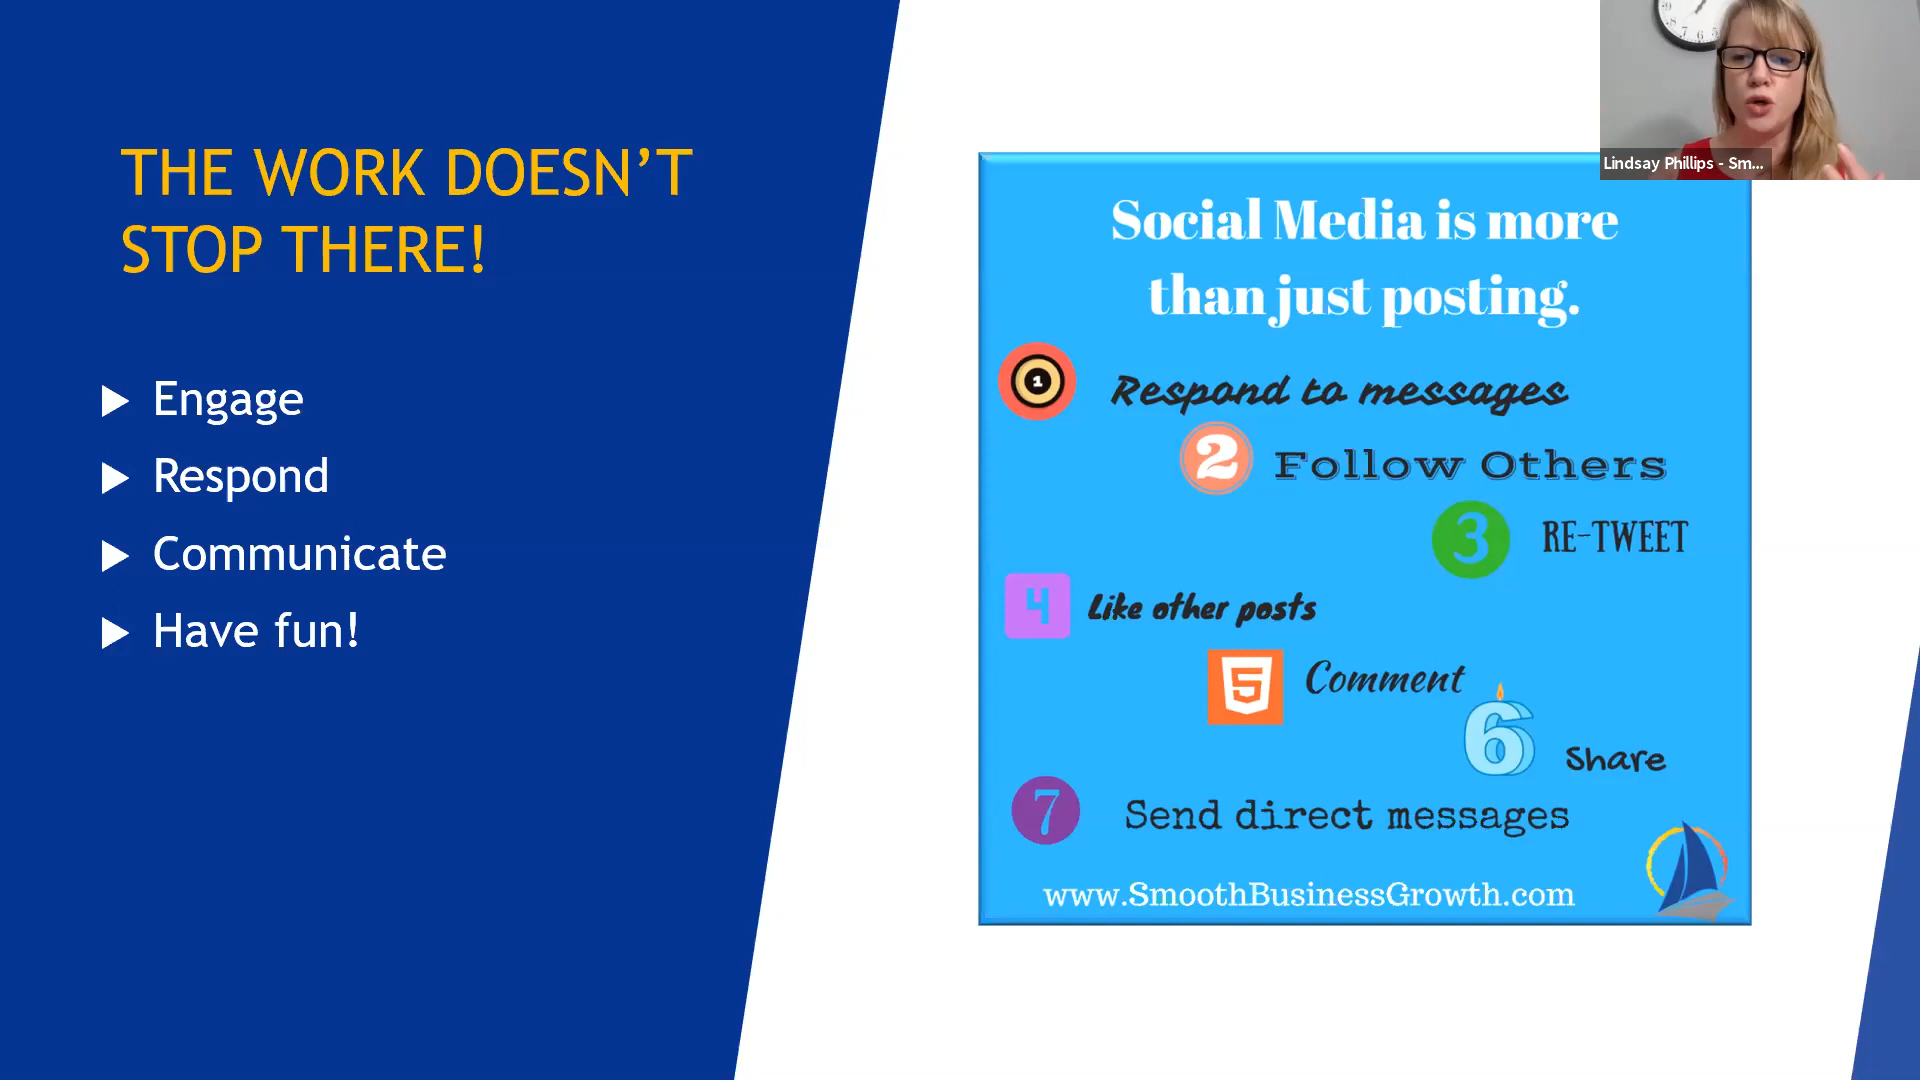 THE WORK DOESN'T
STOP THERE!
Engage
Respond
Communicate
Have fun!
Social Media is more
than just posting.
1 Respond to messages
2 Follow Others
3 RE-TWEET
4 Like other posts
5 Comment
6 Share
7 Send direct messages
www.SmoothBusinessGrowth.com
Lindsay Phillips - Sm...